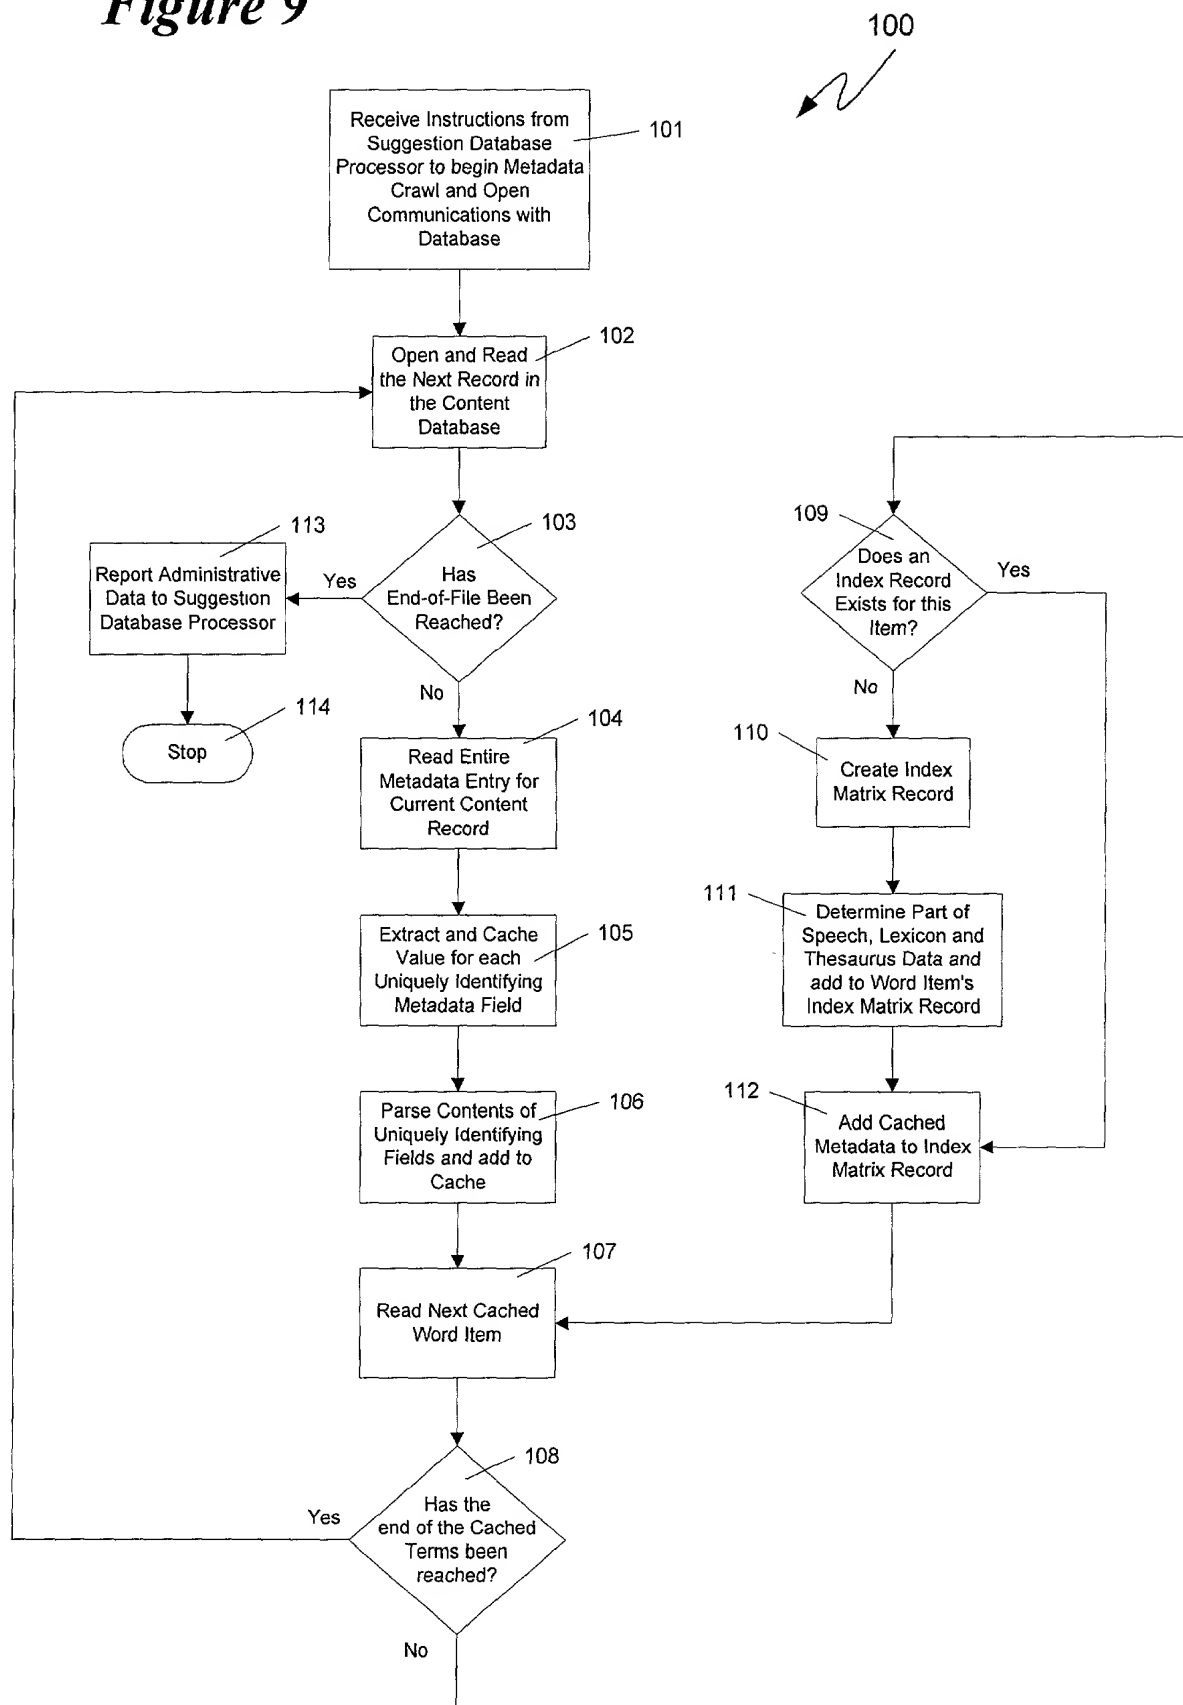 Figure 9
100
Receive Instructions from
Suggestion Database
Processor to begin Metadata
Crawl and Open
Communications with
Database
101
102
Open and Read
the Next Record in
the Content
Database
103
Has
End-of-File Been
Reached?
Yes
No
113
Report Administrative
Data to Suggestion
Database Processor
114
Stop
104
Read Entire
Metadata Entry for
Current Content
Record
105
Extract and Cache
Value for each
Uniquely Identifying
Metadata Field
106
Parse Contents of
Uniquely Identifying
Fields and add to
Cache
107
Read Next Cached
Word Item
108
Has the
end of the Cached
Terms been
reached?
Yes
No
109
Does an
Index Record
Exists for this
Item?
Yes
No
110
Create Index
Matrix Record
111
Determine Part of
Speech, Lexicon and
Thesaurus Data and
add to Word Item's
Index Matrix Record
112
Add Cached
Metadata to Index
Matrix Record